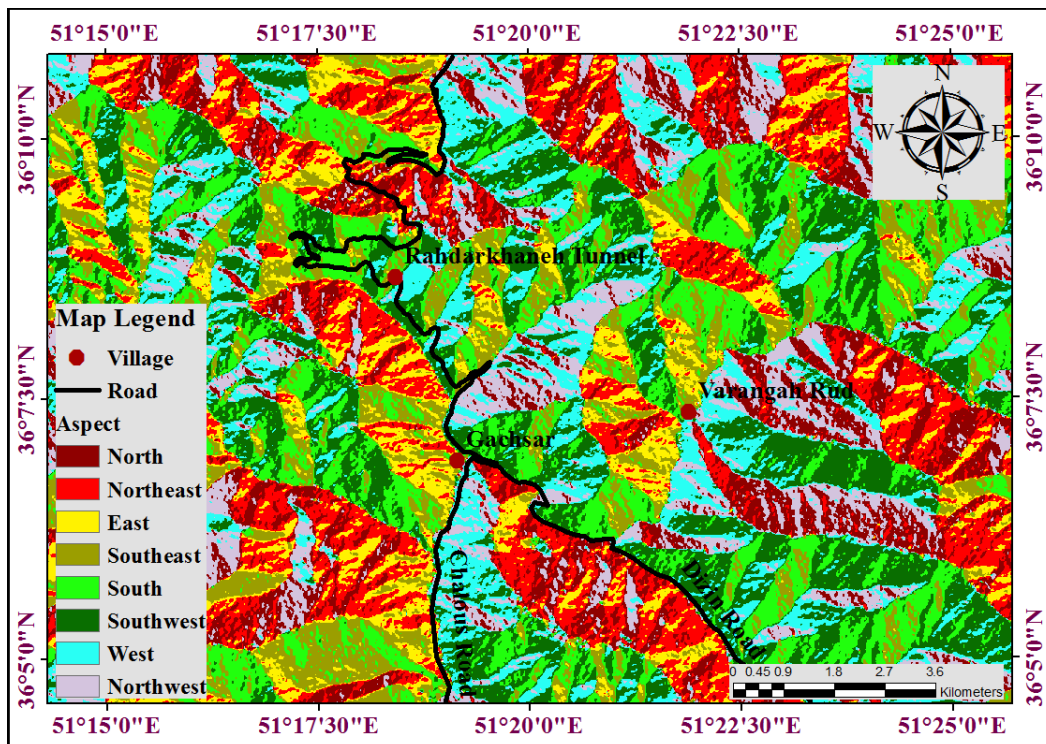 51°15'0"E 51°17'30"E 51°20'0"E 51°22'30"E 51°25'0"E
N
W E
S
36°10'0"N 36°10'0"N
Rahdarkhaneh Tunnel
Map Legend
Village
Road
Aspect
North
Northeast
East
Southeast
South
Southwest
West
Northwest
36°7'30"N 36°7'30"N
Varangah Rud
Gachsar
Chalous Road
Dizin Road
36°5'0"N 36°5'0"N
0 0.45 0.9 1.8 2.7 3.6
Kilometers
51°15'0"E 51°17'30"E 51°20'0"E 51°22'30"E 51°25'0"E